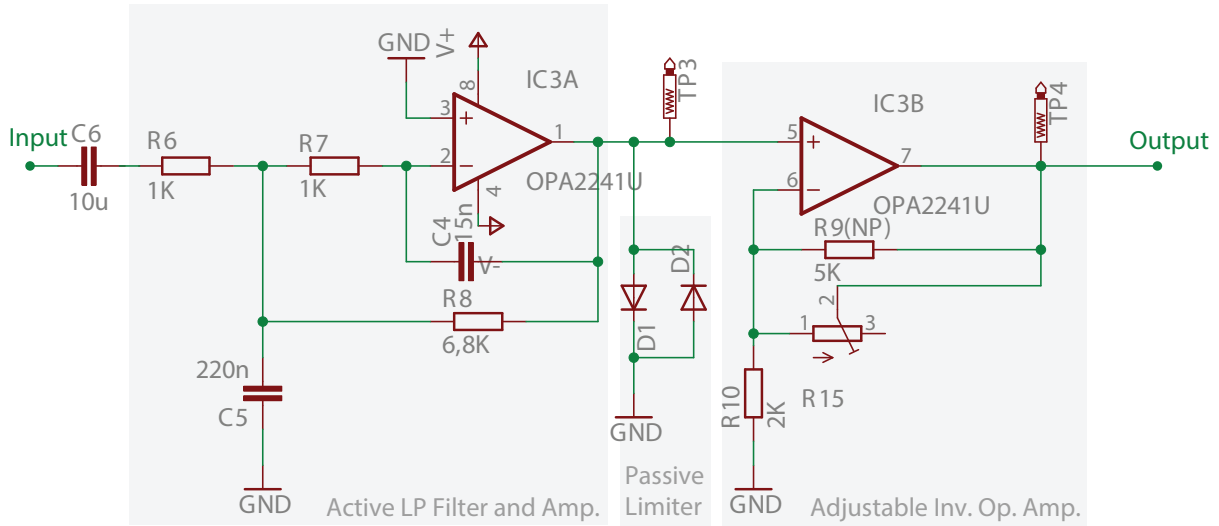 GND
V+
8
IC3A
3
+
1
2
−
OPA2241U
4
Input
C6
10u
R6
1K
R7
1K
C4
15n
V-
R8
6,8K
220n
C5
GND
Active LP Filter and Amp.
TP3
D1
D2
GND
Passive
Limiter
IC3B
TP4
5
+
7
6
−
OPA2241U
Output
R9(NP)
5K
2
1
3
R15
R10
2K
GND
Adjustable Inv. Op. Amp.